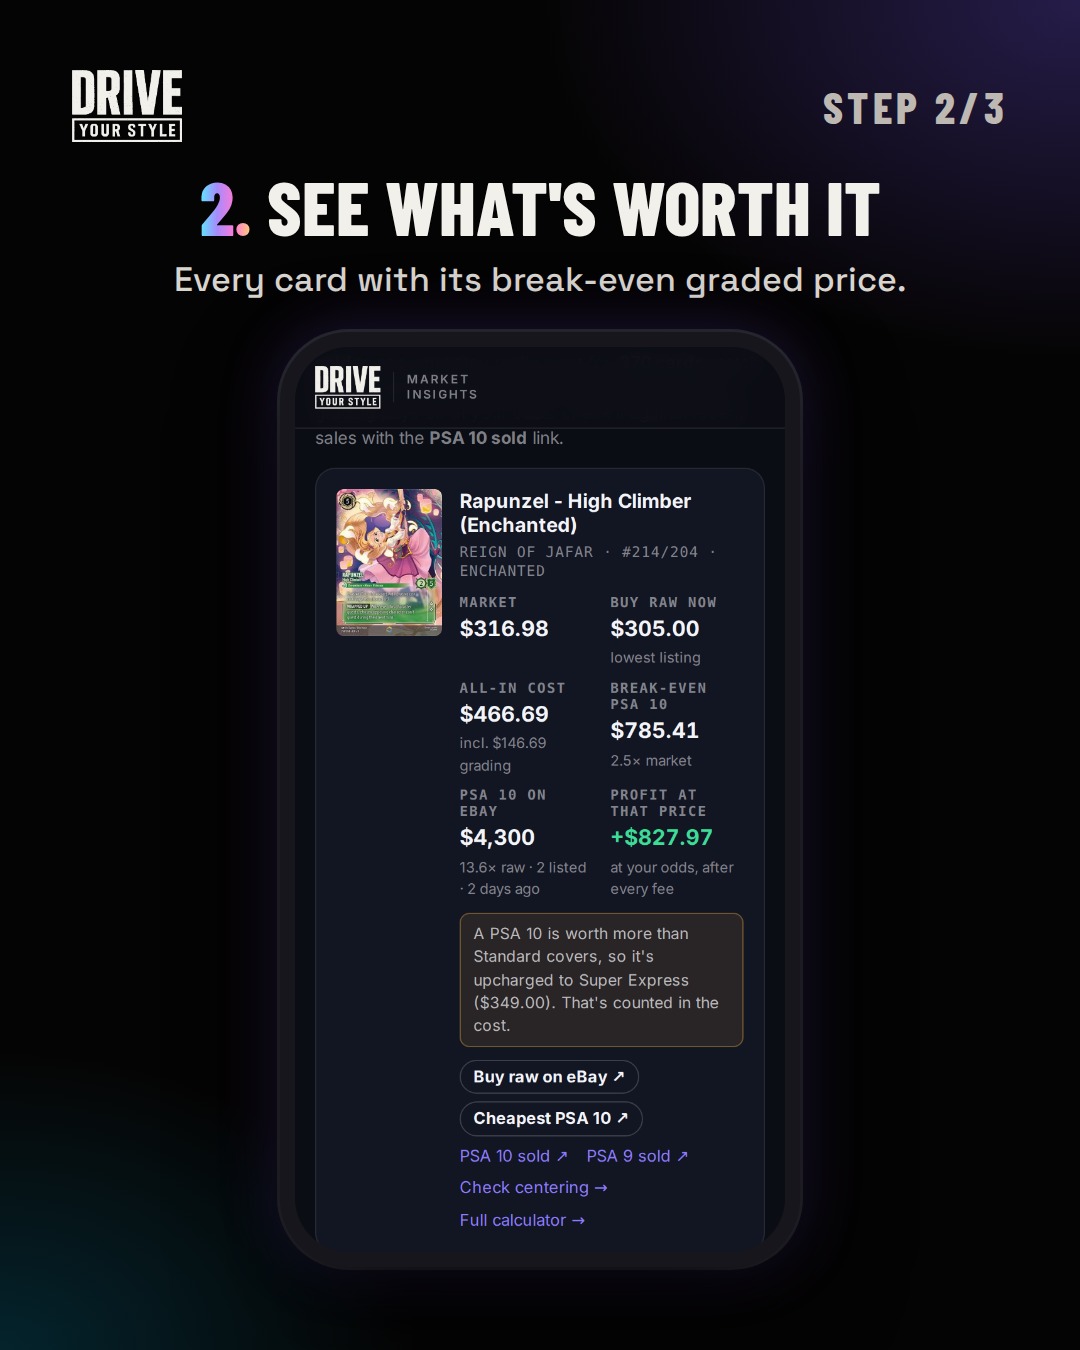 DRIVE
YOUR STYLE
STEP 2/3
2. SEE WHAT'S WORTH IT
Every card with its break-even graded price.
DRIVE
YOUR STYLE
MARKET
INSIGHTS
sales with the PSA 10 sold link.
RAPUNZEL
Rapunzel - High Climber
(Enchanted)
REIGN OF JAFAR · #214/204 ·
ENCHANTED
MARKET
BUY RAW NOW
$316.98
$305.00
lowest listing
ALL-IN COST
BREAK-EVEN
PSA 10
$466.69
$785.41
incl. $146.69
grading
2.5× market
PSA 10 ON
EBAY
PROFIT AT
THAT PRICE
$4,300
+$827.97
13.6× raw · 2 listed
· 2 days ago
at your odds, after
every fee
A PSA 10 is worth more than
Standard covers, so it's
upcharged to Super Express
($349.00). That's counted in the
cost.
Buy raw on eBay ↗
Cheapest PSA 10 ↗
PSA 10 sold ↗ PSA 9 sold ↗
Check centering →
Full calculator →